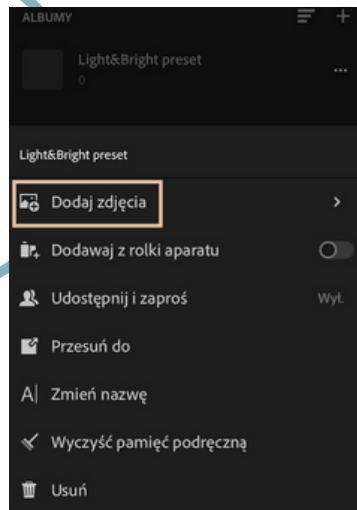 ALBUMY
Light&Bright preset
0
Light&Bright preset
Dodaj zdjęcia
Dodawaj z rolki aparatu
Udostępnij i zaproś
Wył.
Przesuń do
Zmień nazwę
Wyczyść pamięć podręczną
Usuń